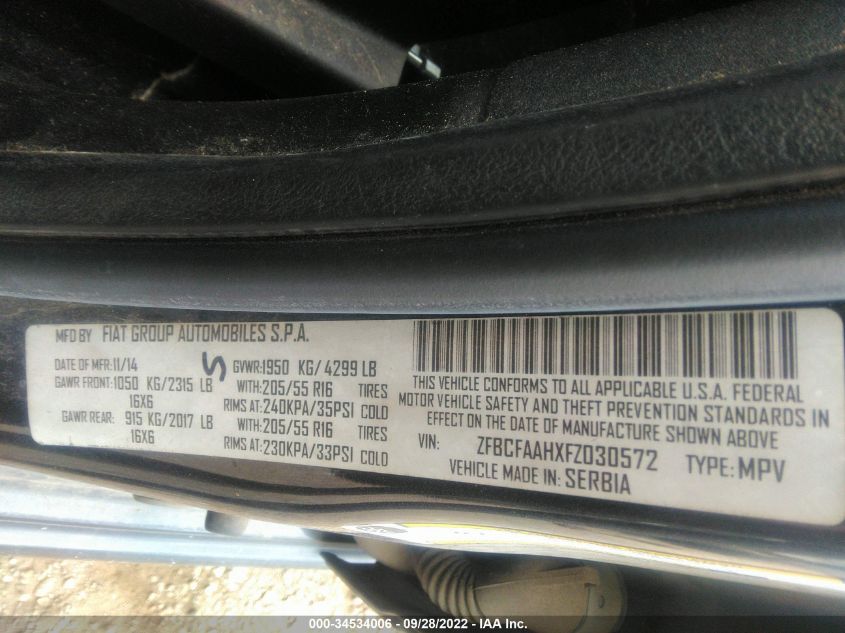 MFD BY FIAT GROUP AUTOMOBILES S.P.A.
DATE OF MFR:11/14 5 GVWR:1950 KG/ 4299 LB
GAWR FRONT:1050 KG/2315 LB WITH:205/55 R16 TIRES
16X6 RIMS AT:240KPA/35PSI COLD
GAWR REAR: 915 KG/2017 LB WITH:205/55 R16 TIRES
16X6 RIMS AT:230KPA/33PSI COLD
THIS VEHICLE CONFORMS TO ALL APPLICABLE U.S.A. FEDERAL
MOTOR VEHICLE SAFETY AND THEFT PREVENTION STANDARDS IN
EFFECT ON THE DATE OF MANUFACTURE SHOWN ABOVE
VIN: ZFBCFAAHXFZ030572 TYPE: MPV
VEHICLE MADE IN: SERBIA
000-34534006 - 09/28/2022 - IAA Inc.